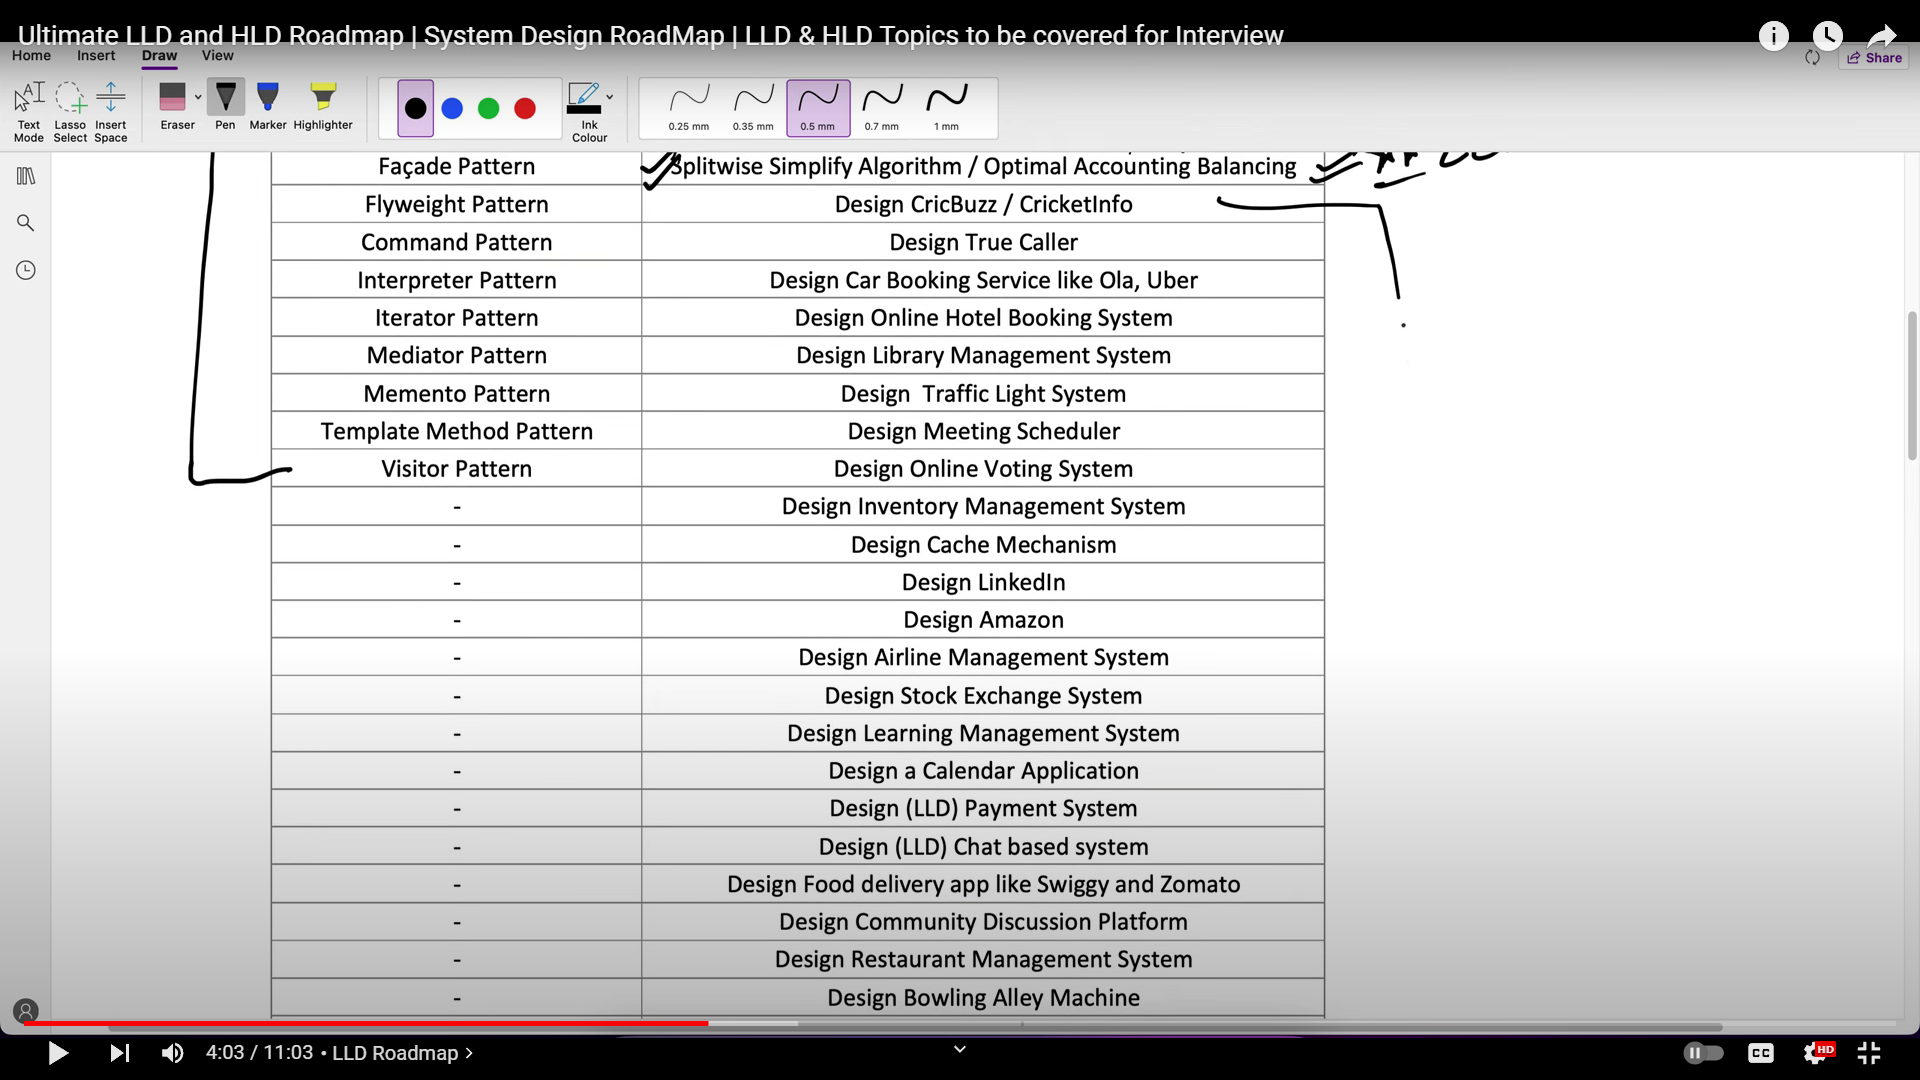 Ultimate LLD and HLD Roadmap | System Design RoadMap | LLD & HLD Topics to be covered for Interview
Home Insert Draw View
Share
Text Mode
Lasso Select
Insert Space
Eraser
Pen
Marker
Highlighter
Ink Colour
0.25 mm
0.35 mm
0.5 mm
0.7 mm
1 mm
Façade Pattern Splitwise Simplify Algorithm / Optimal Accounting Balancing
Flyweight Pattern Design CricBuzz / CricketInfo
Command Pattern Design True Caller
Interpreter Pattern Design Car Booking Service like Ola, Uber
Iterator Pattern Design Online Hotel Booking System
Mediator Pattern Design Library Management System
Memento Pattern Design Traffic Light System
Template Method Pattern Design Meeting Scheduler
Visitor Pattern Design Online Voting System
- Design Inventory Management System
- Design Cache Mechanism
- Design LinkedIn
- Design Amazon
- Design Airline Management System
- Design Stock Exchange System
- Design Learning Management System
- Design a Calendar Application
- Design (LLD) Payment System
- Design (LLD) Chat based system
- Design Food delivery app like Swiggy and Zomato
- Design Community Discussion Platform
- Design Restaurant Management System
- Design Bowling Alley Machine
4:03 / 11:03 • LLD Roadmap >
CC
HD